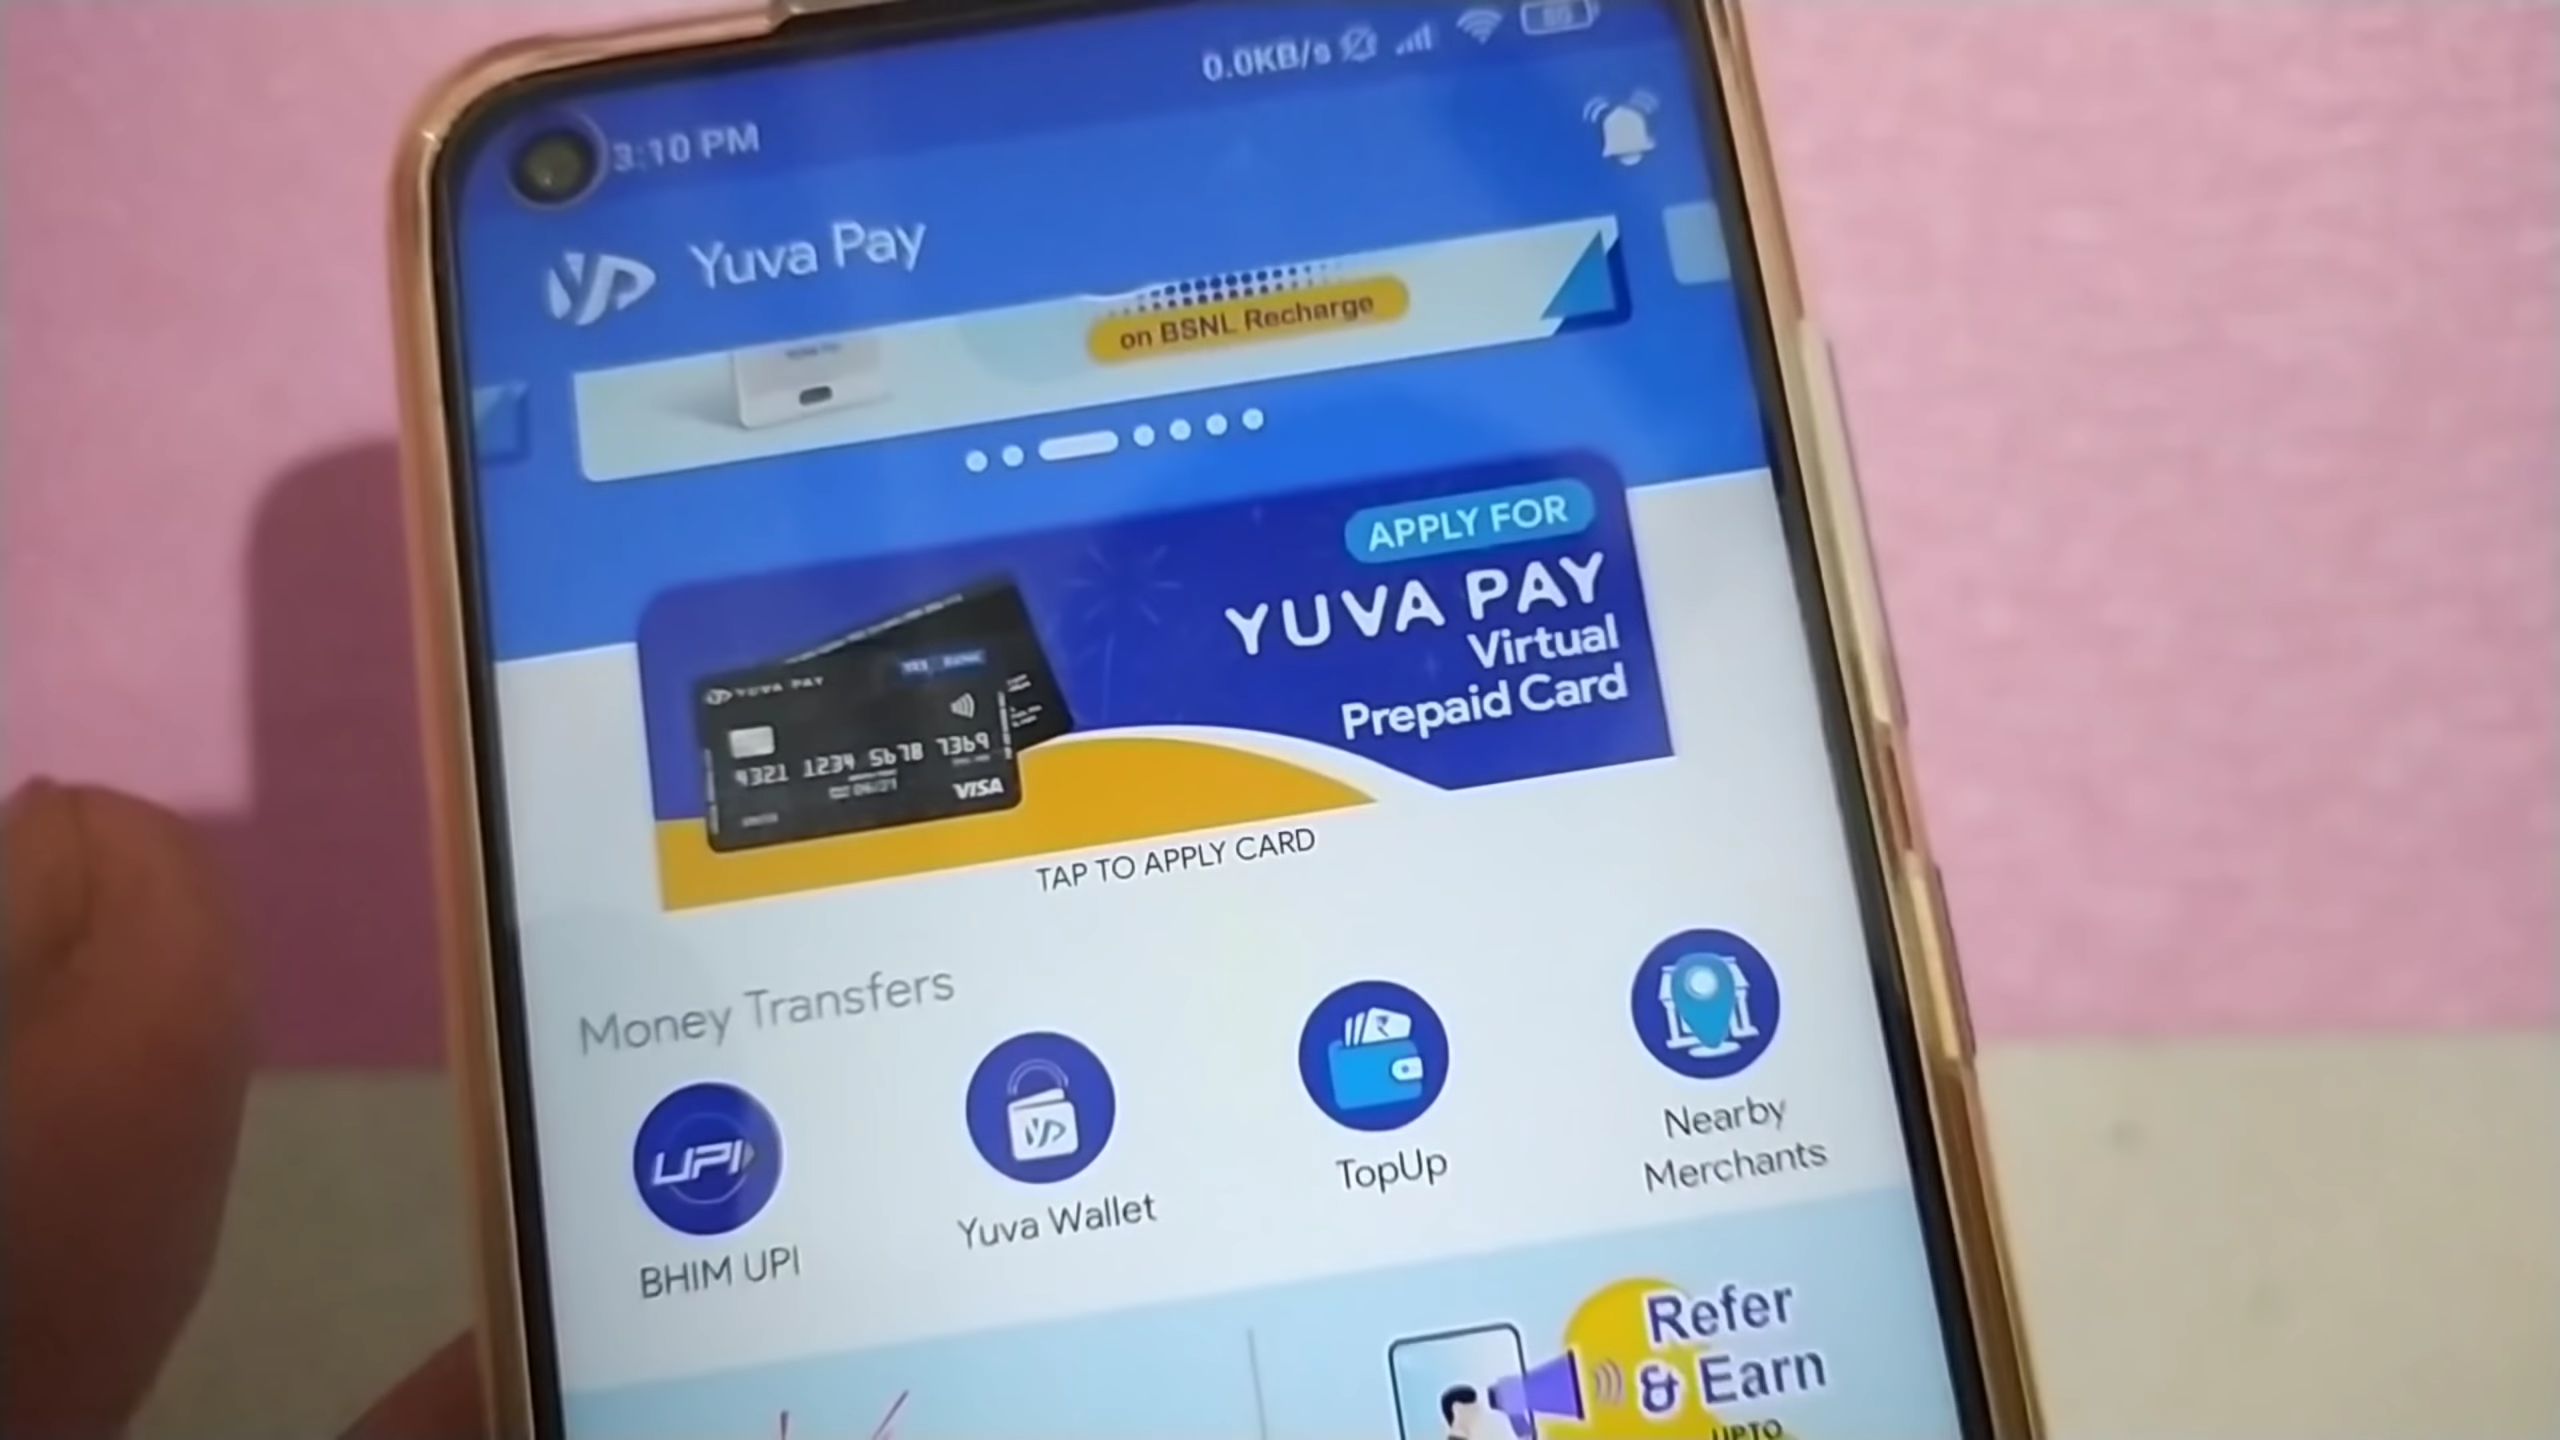 3:10 PM
0.0KB/s
Yuva Pay
on BSNL Recharge
APPLY FOR
YUVA PAY
Virtual
Prepaid Card
YUVA PAY
4321 1234 5678 7369
VISA
TAP TO APPLY CARD
Money Transfers
UPI
BHIM UPI
Yuva Wallet
TopUp
Nearby
Merchants
Refer
& Earn
UPTO